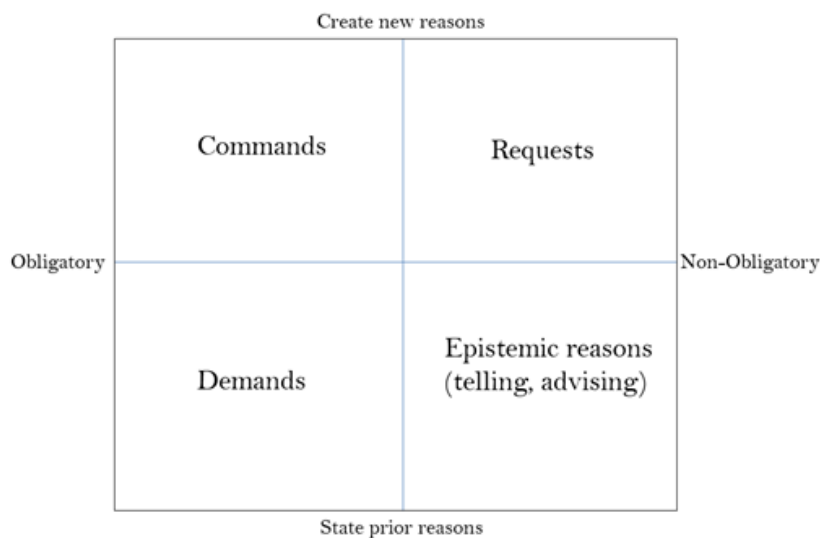 Create new reasons
Commands
Requests
Obligatory
Non-Obligatory
Epistemic reasons
(telling, advising)
Demands
State prior reasons